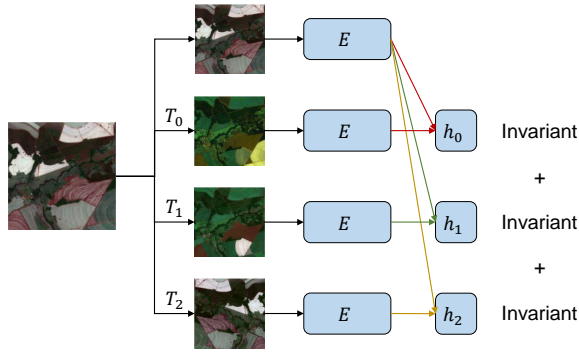 E
T₀ E h₀ Invariant
+
T₁ E h₁ Invariant
+
T₂ E h₂ Invariant